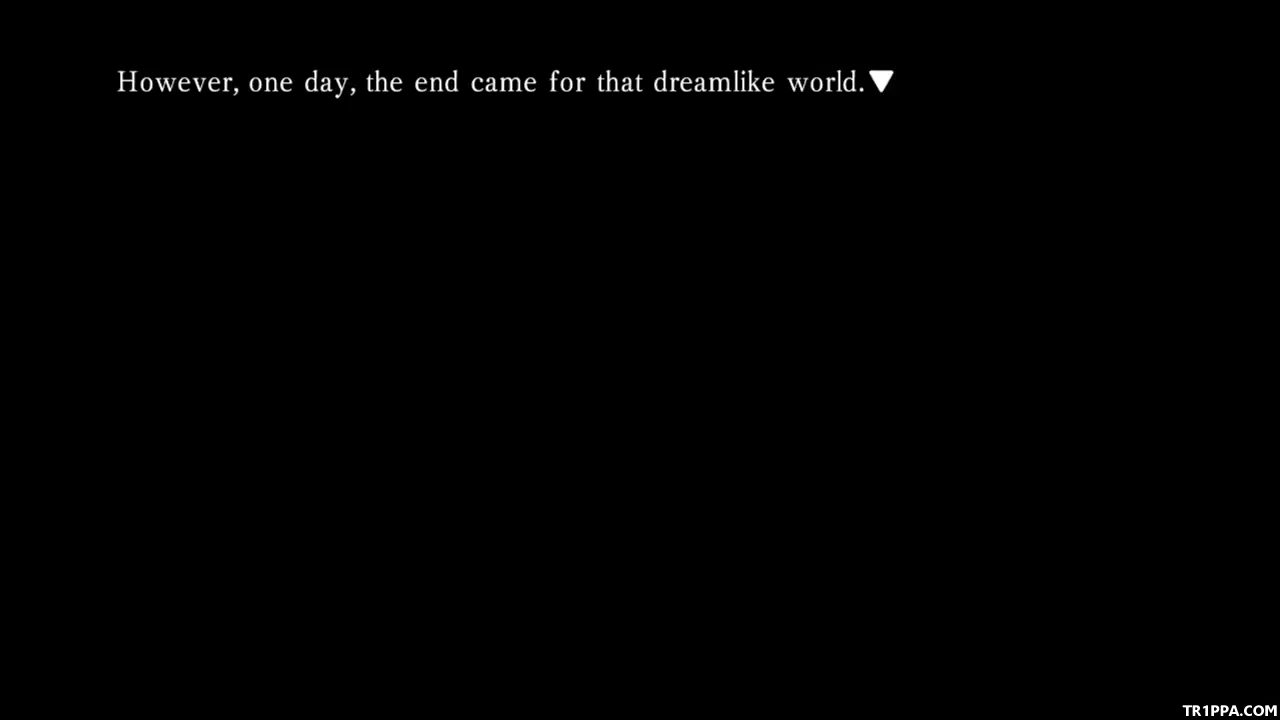 However, one day, the end came for that dreamlike world.▼
TR1PPA.COM